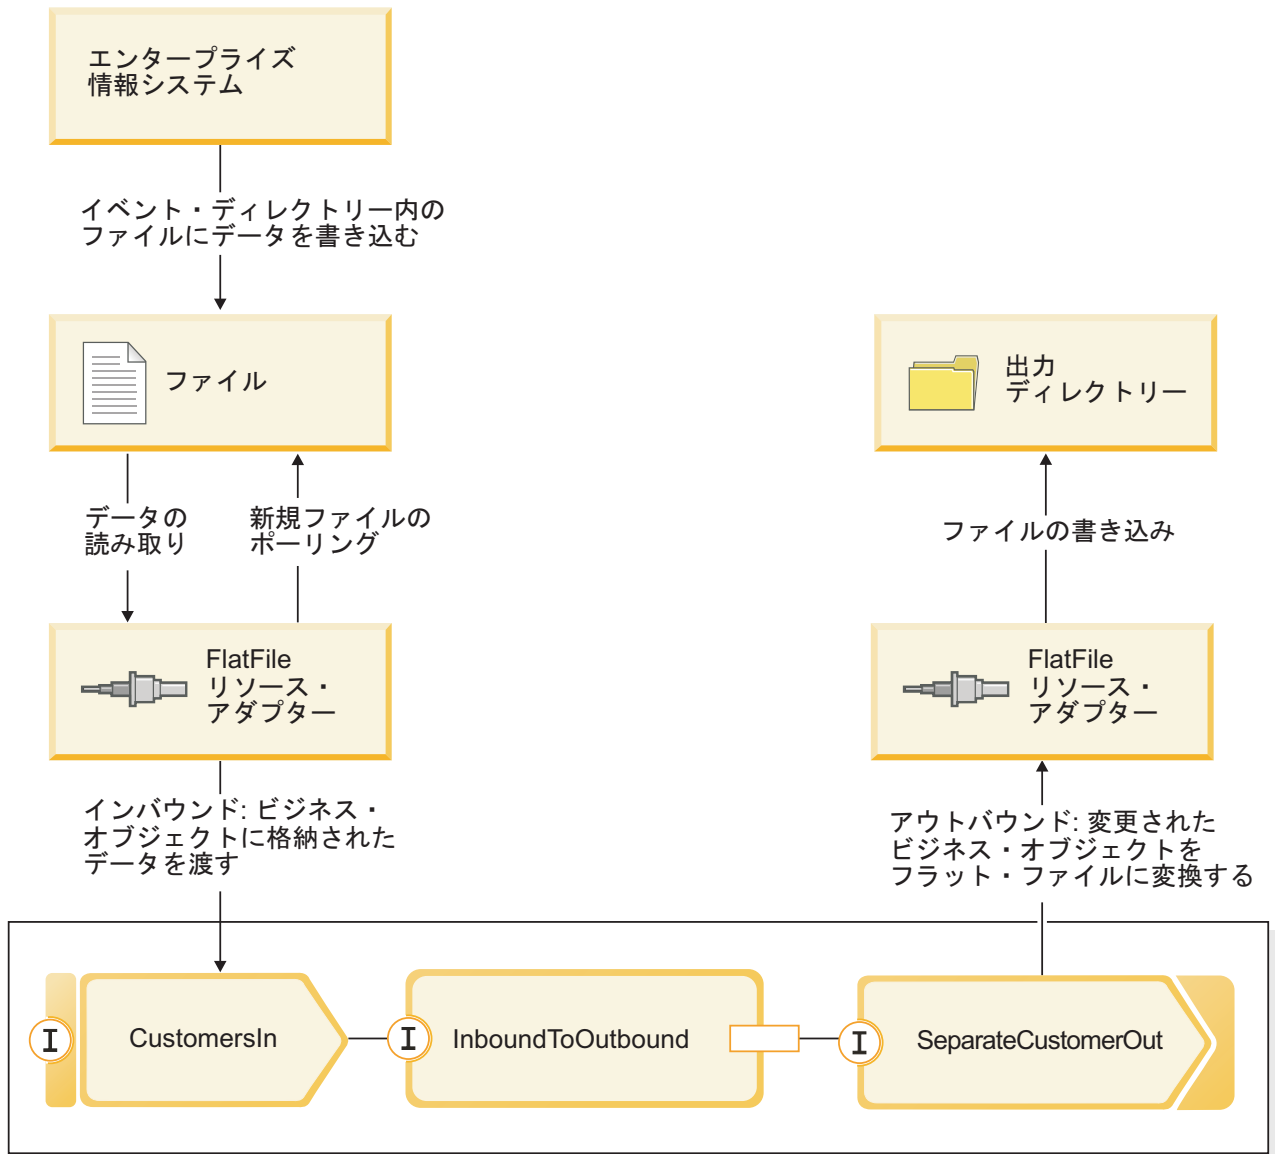 エンタープライズ
情報システム
イベント・ディレクトリー内の
ファイルにデータを書き込む
ファイル
出力
ディレクトリー
データの
読み取り
新規ファイルの
ポーリング
ファイルの書き込み
FlatFile
リソース・
アダプター
FlatFile
リソース・
アダプター
インバウンド: ビジネス・
オブジェクトに格納された
データを渡す
アウトバウンド: 変更された
ビジネス・オブジェクトを
フラット・ファイルに変換する
I
CustomersIn
I
InboundToOutbound
I
SeparateCustomerOut